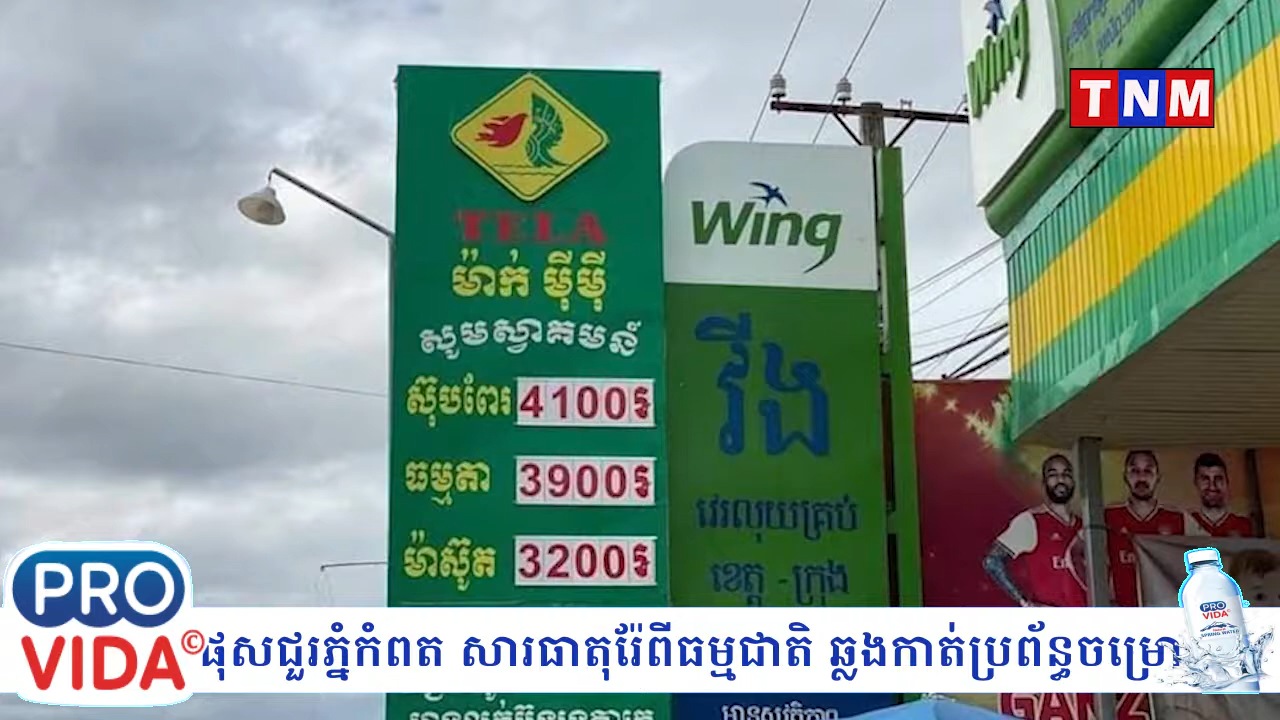 TNM
Wing
TELA
ម៉ាក់ ម៉ីម៉ី
សូមស្វាគមន៍
ស៊ុបពែរ 4100៛
ធម្មតា 3900៛
ម៉ាស៊ូត 3200៛
Wing
វីង
វេរលុយគ្រប់
ខេត្ត - ក្រុង
PRO
VIDA©
ផុសជួរភ្នំកំពត សារធាតុរ៉ែពីធម្មជាតិ ឆ្លងកាត់ប្រព័ន្ធចម្រោ
PRO
VIDA
SPRING WATER